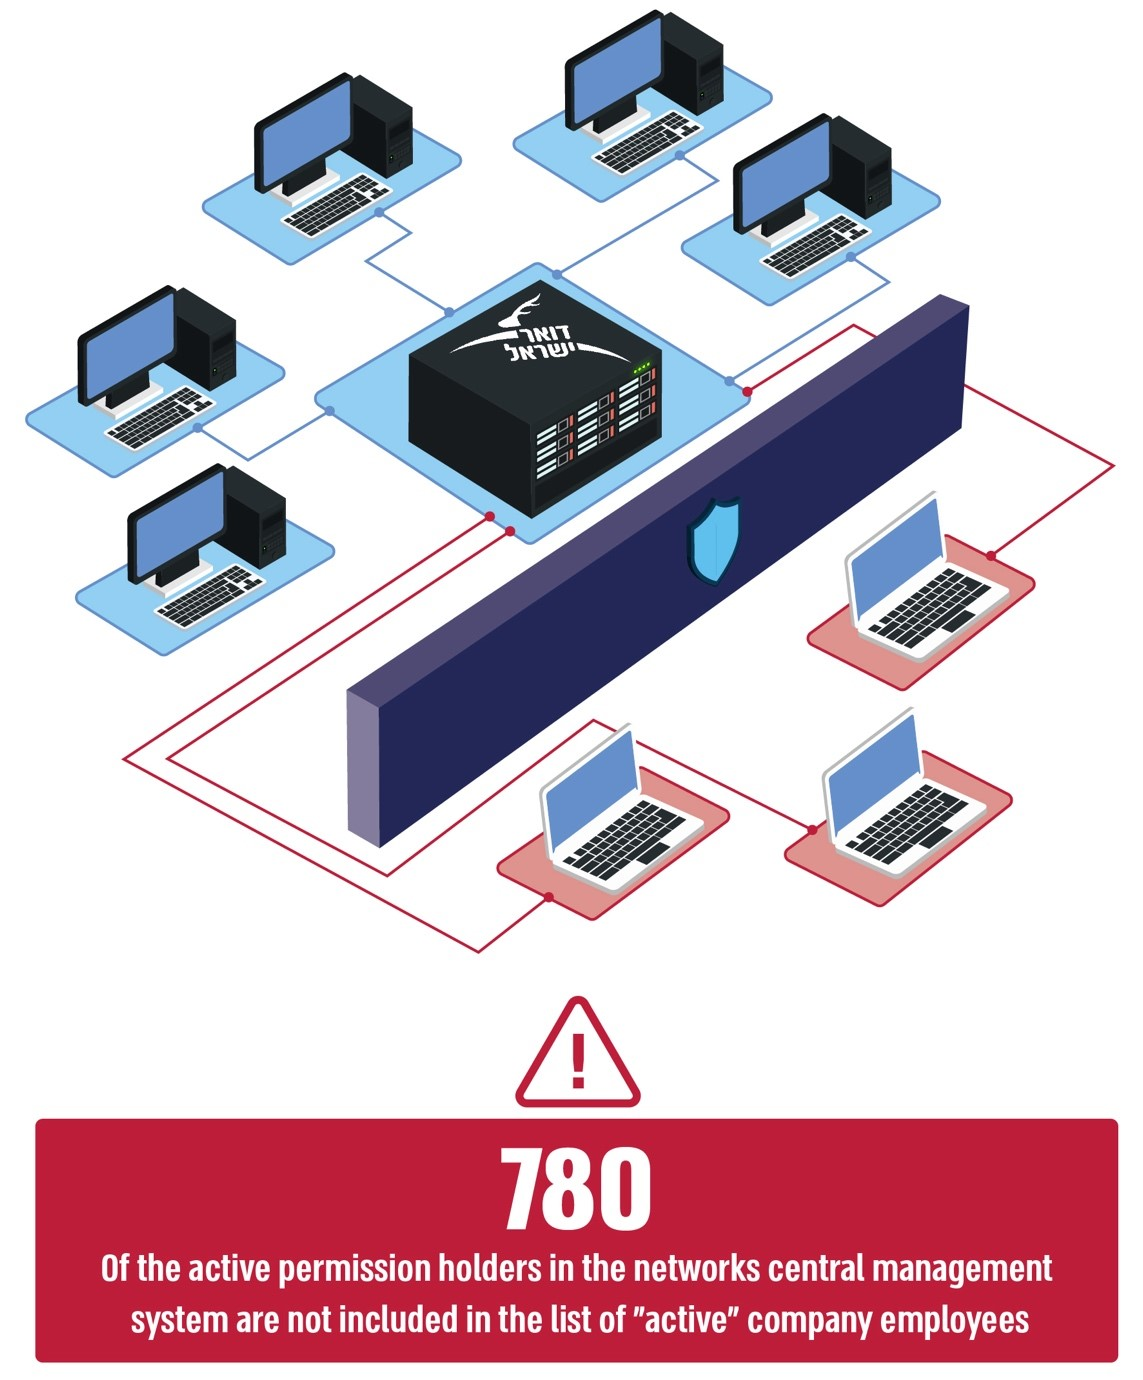 דואר
ישראל
!
780
Of the active permission holders in the networks central management
system are not included in the list of "active" company employees